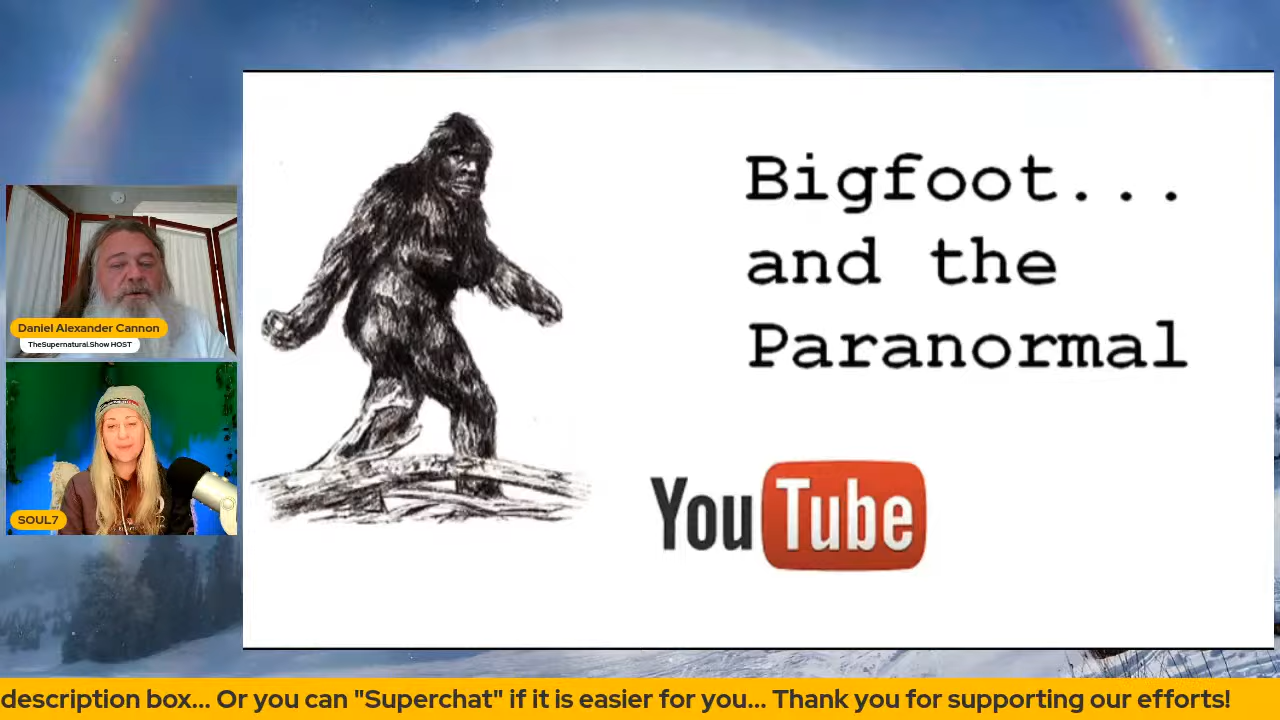 Bigfoot...
and the
Paranormal
YouTube
Daniel Alexander Cannon
TheSupernatural.Show HOST
SOUL7
description box... Or you can "Superchat" if it is easier for you... Thank you for supporting our efforts!